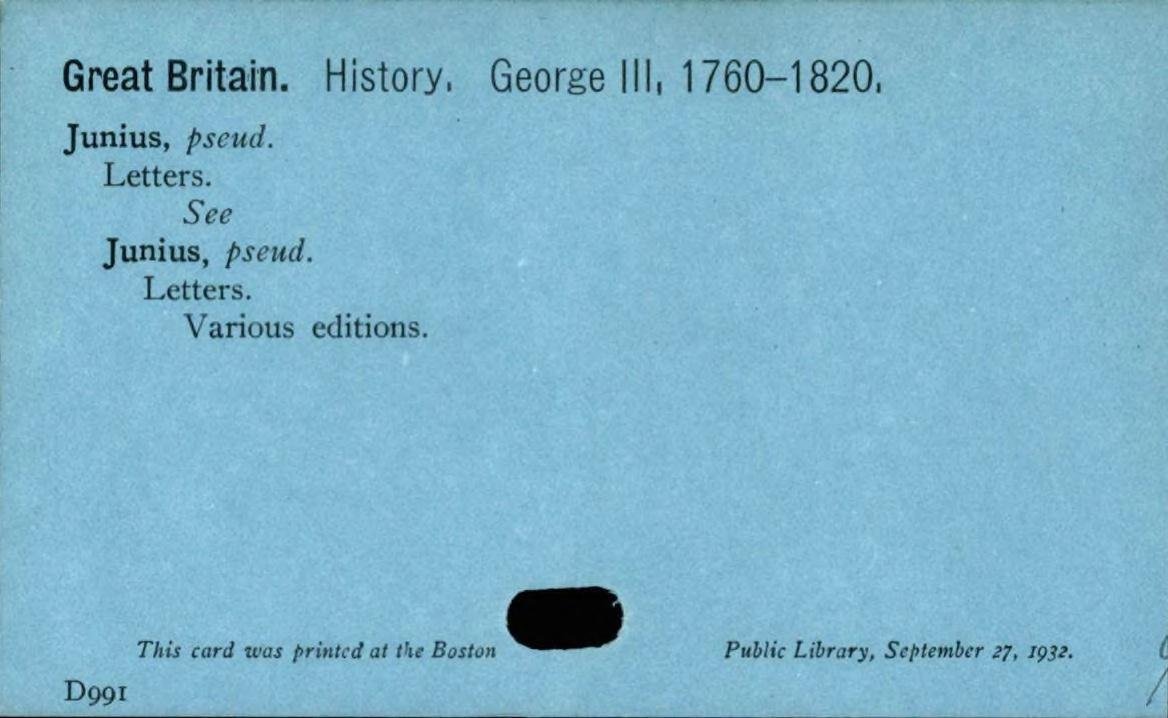 Great Britain. History. George III, 1760–1820.
Junius, pseud.
Letters.
See
Junius, pseud.
Letters.
Various editions.
This card was printed at the Boston Public Library, September 27, 1932.
D991